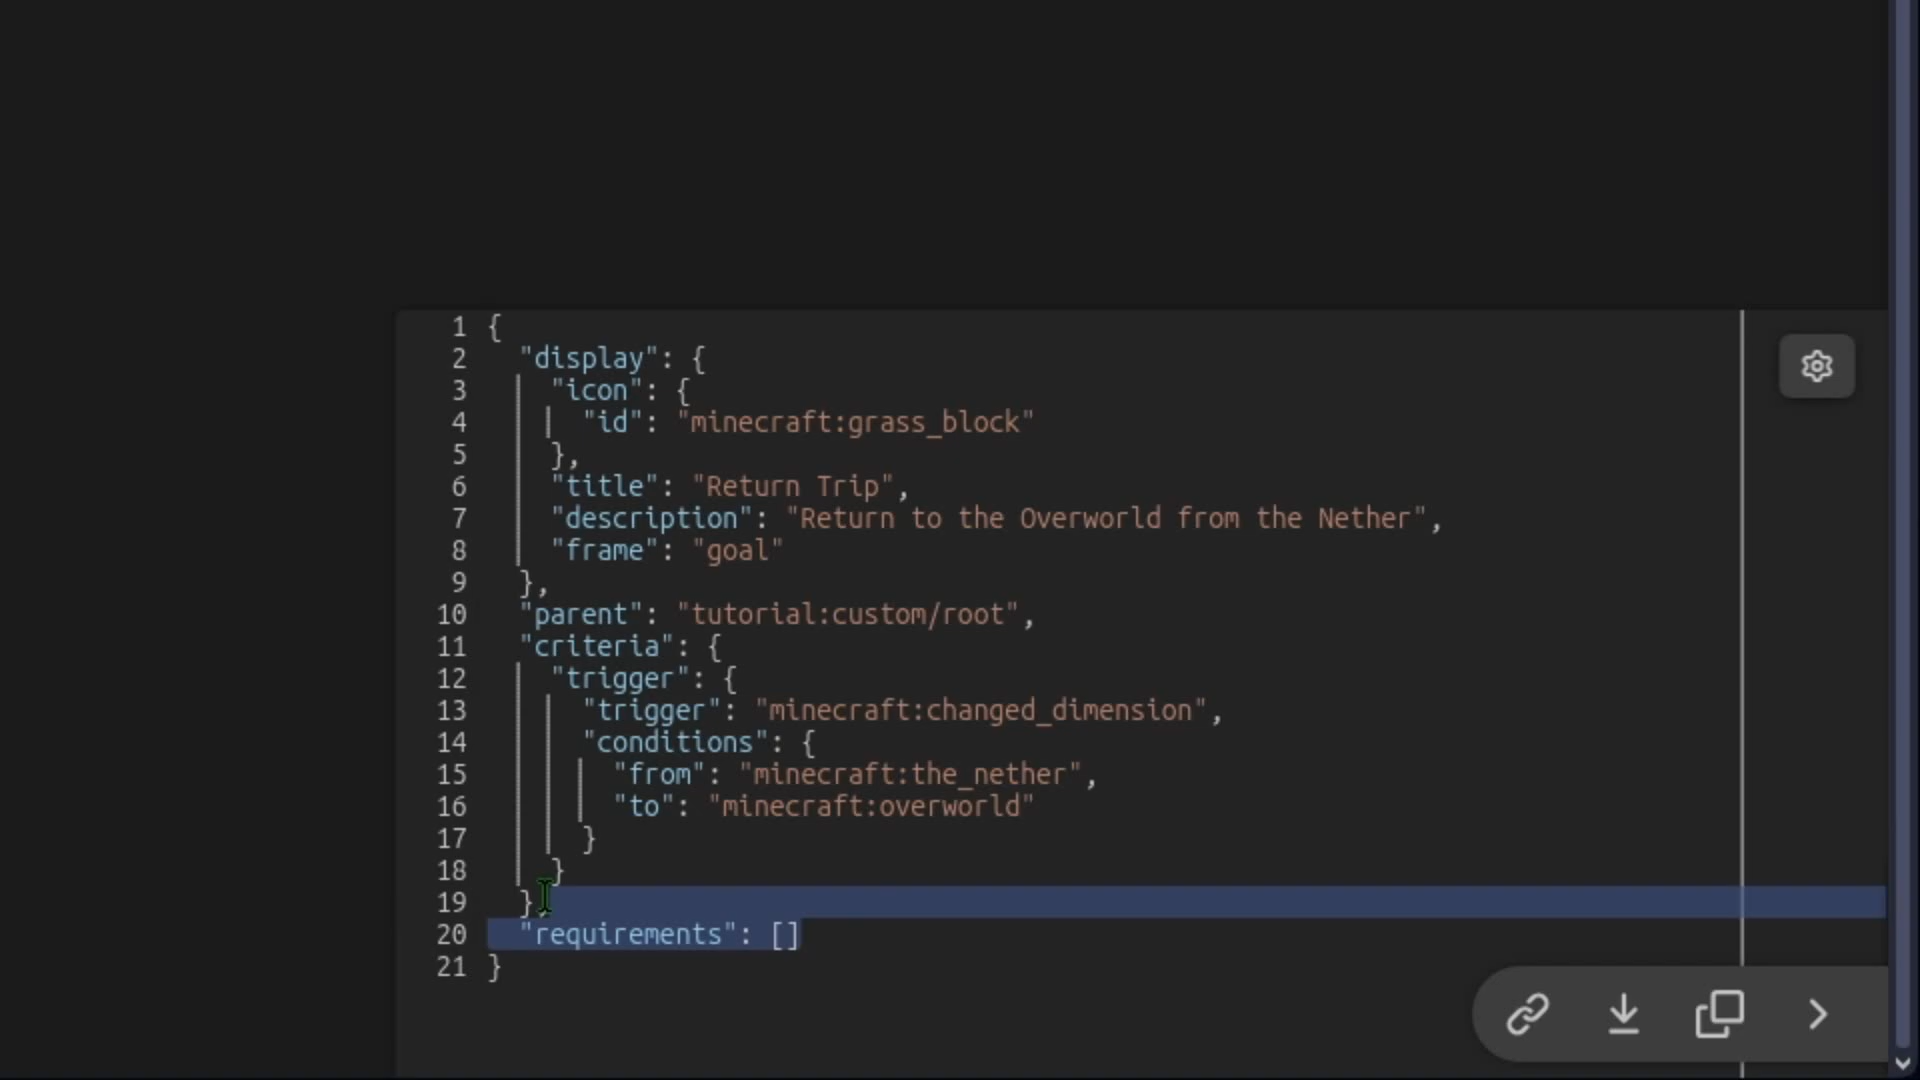 1 {
2 "display": {
3 "icon": {
4 "id": "minecraft:grass_block"
5 },
6 "title": "Return Trip",
7 "description": "Return to the Overworld from the Nether",
8 "frame": "goal"
9 },
10 "parent": "tutorial:custom/root",
11 "criteria": {
12 "trigger": {
13 "trigger": "minecraft:changed_dimension",
14 "conditions": {
15 "from": "minecraft:the_nether",
16 "to": "minecraft:overworld"
17 }
18 }
19 },
20 "requirements": []
21 }